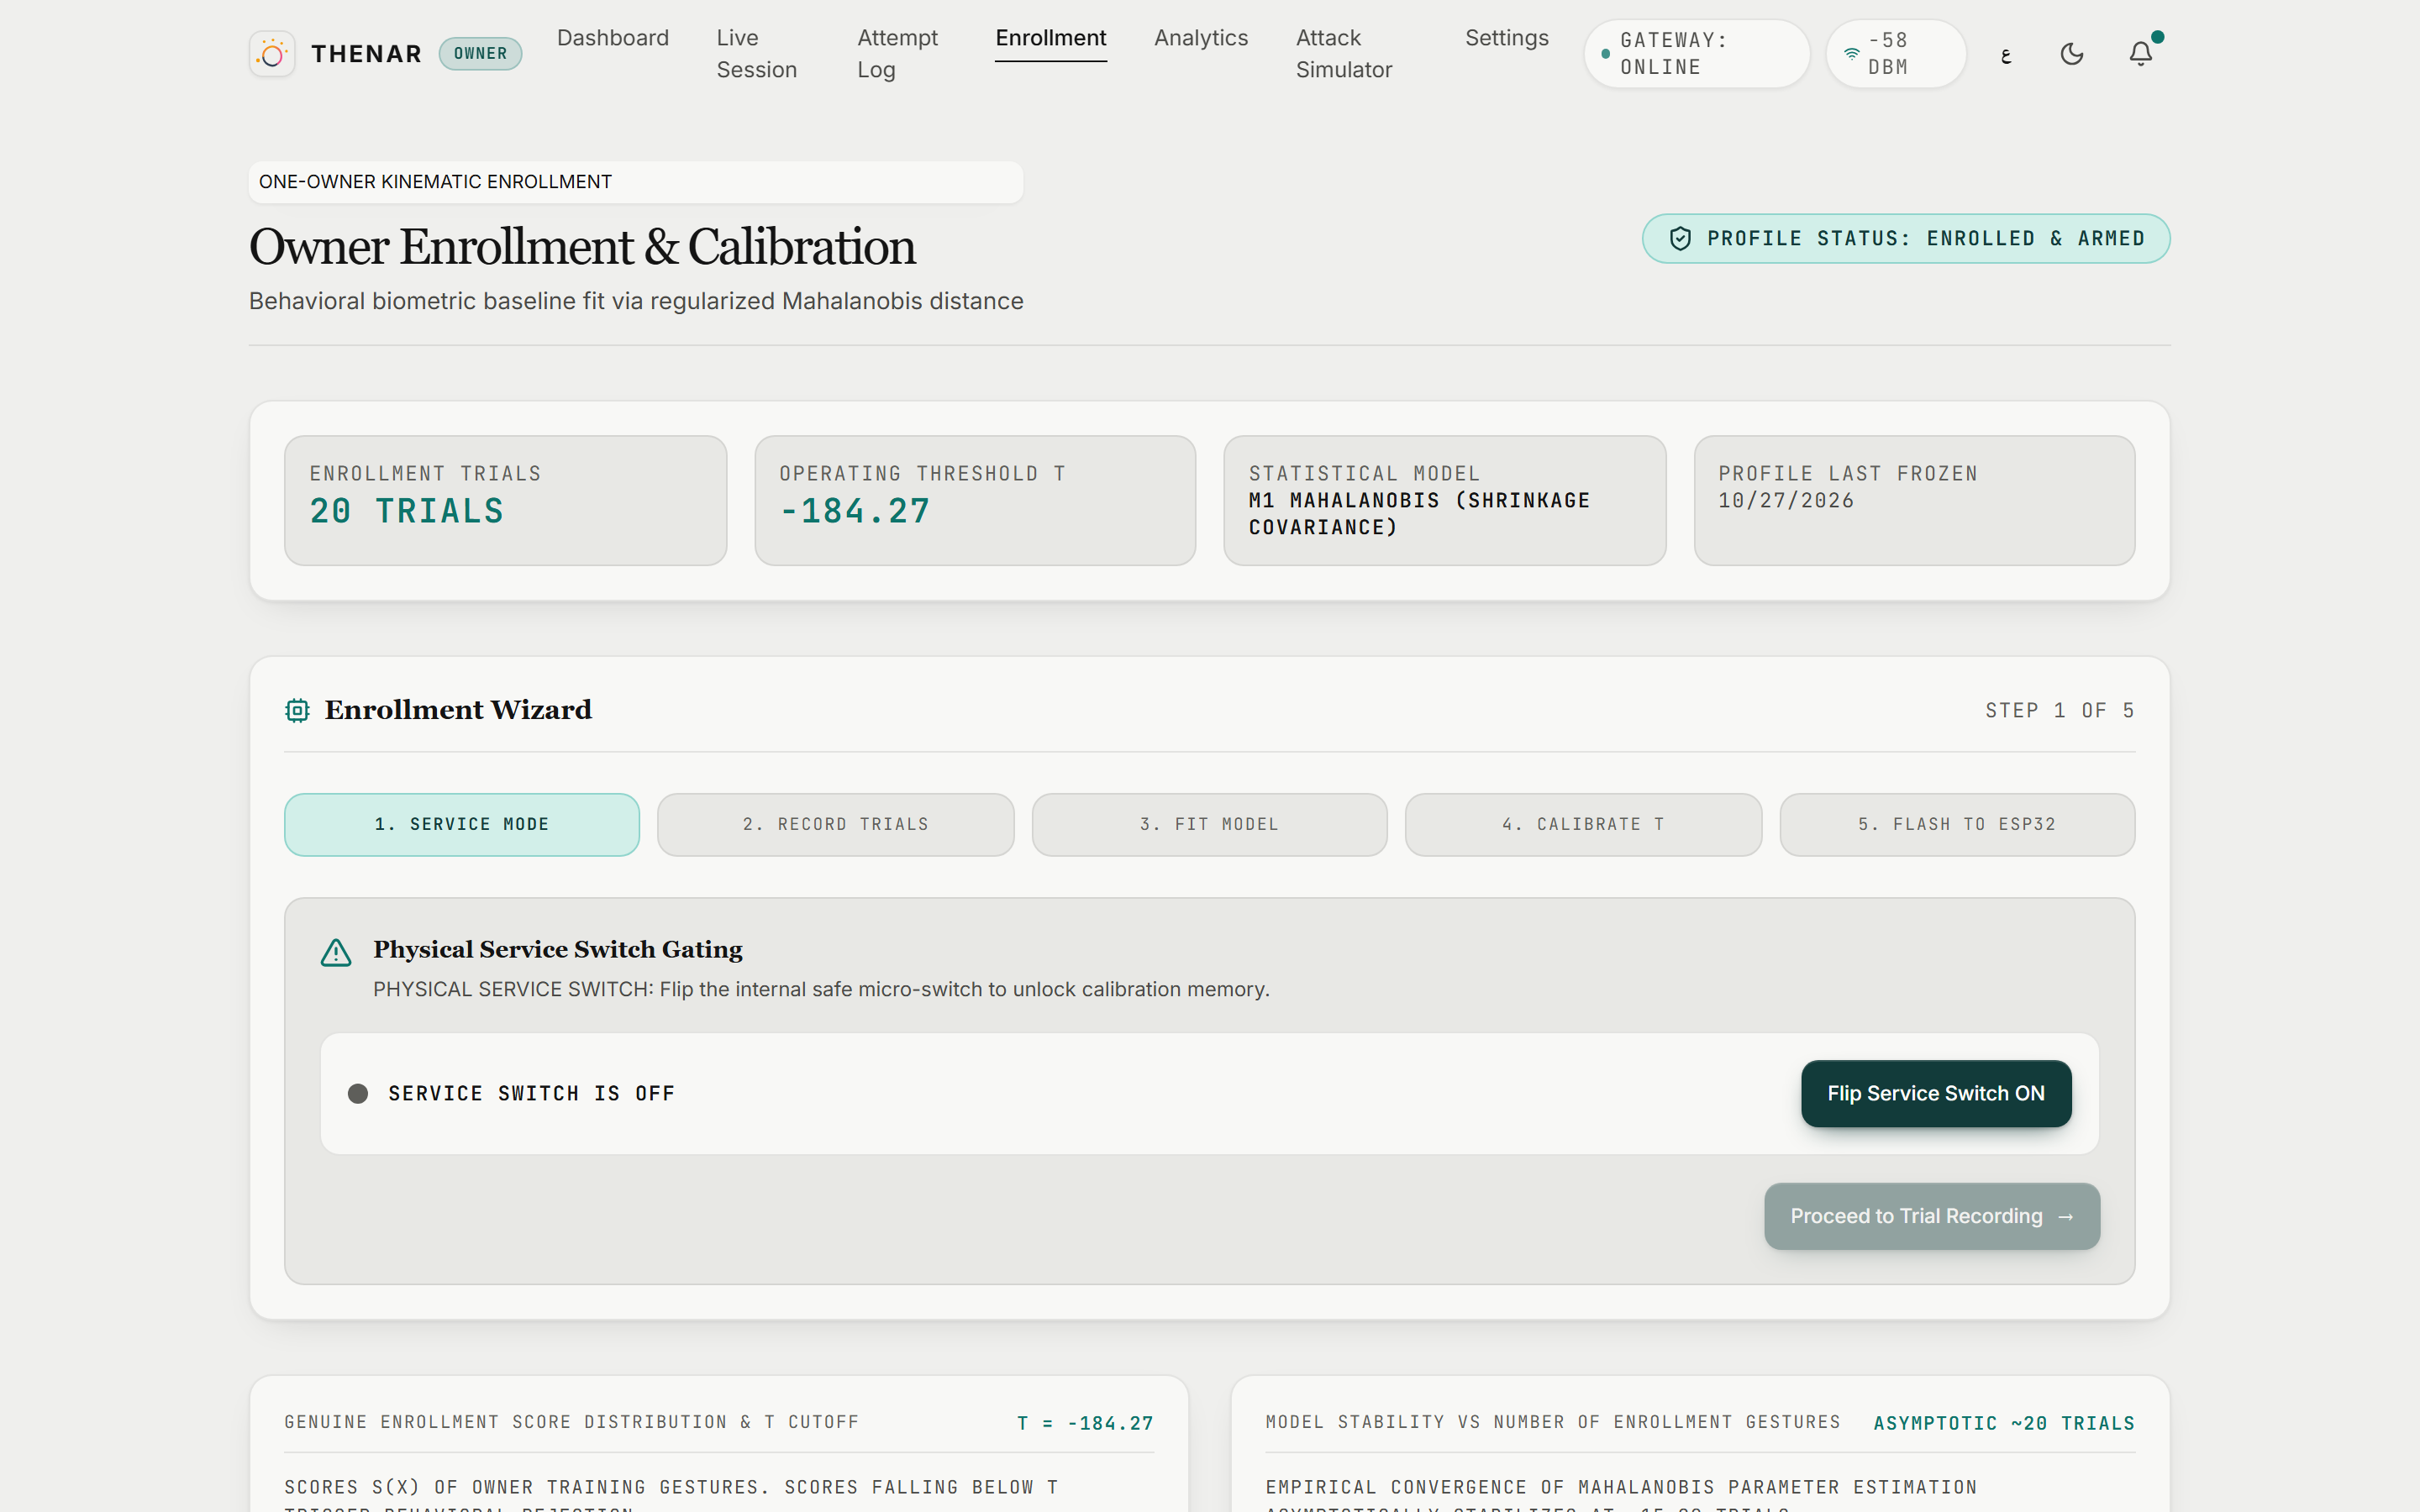 THENAR
OWNER
Dashboard
Live
Session
Attempt
Log
Enrollment
Analytics
Attack
Simulator
Settings
GATEWAY:
ONLINE
-58
DBM
ع
ONE-OWNER KINEMATIC ENROLLMENT
Owner Enrollment & Calibration
Behavioral biometric baseline fit via regularized Mahalanobis distance
PROFILE STATUS: ENROLLED & ARMED
ENROLLMENT TRIALS
20 TRIALS
OPERATING THRESHOLD T
-184.27
STATISTICAL MODEL
M1 MAHALANOBIS (SHRINKAGE
COVARIANCE)
PROFILE LAST FROZEN
10/27/2026
Enrollment Wizard
STEP 1 OF 5
1. SERVICE MODE
2. RECORD TRIALS
3. FIT MODEL
4. CALIBRATE T
5. FLASH TO ESP32
Physical Service Switch Gating
PHYSICAL SERVICE SWITCH: Flip the internal safe micro-switch to unlock calibration memory.
SERVICE SWITCH IS OFF
Flip Service Switch ON
Proceed to Trial Recording →
GENUINE ENROLLMENT SCORE DISTRIBUTION & T CUTOFF
T = -184.27
SCORES S(X) OF OWNER TRAINING GESTURES. SCORES FALLING BELOW T
TRIGGER BEHAVIORAL REJECTION
MODEL STABILITY VS NUMBER OF ENROLLMENT GESTURES
ASYMPTOTIC ~20 TRIALS
EMPIRICAL CONVERGENCE OF MAHALANOBIS PARAMETER ESTIMATION
ASYMPTOTICALLY STABILIZES AT